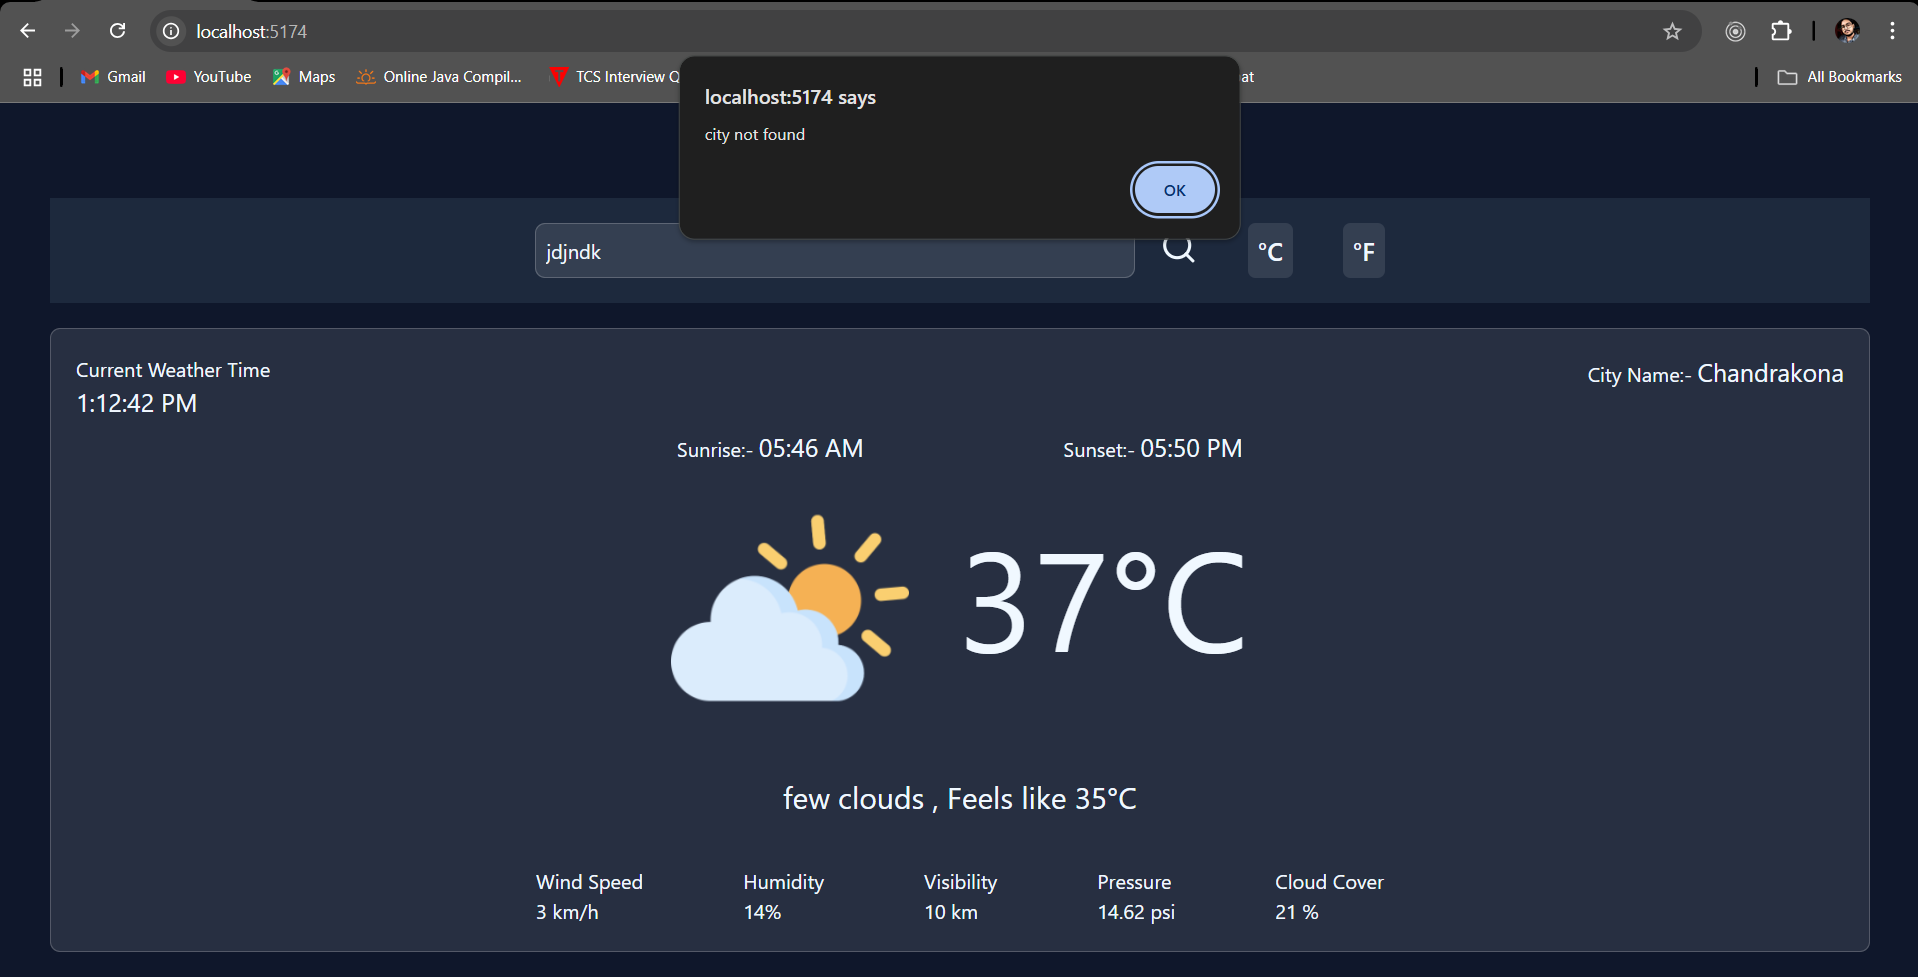 localhost:5174
Gmail YouTube Maps Online Java Compil... TCS Interview Q at All Bookmarks
localhost:5174 says
city not found
OK
jdjndk °C °F
Current Weather Time
1:12:42 PM
City Name:- Chandrakona
Sunrise:- 05:46 AM Sunset:- 05:50 PM
37°C
few clouds , Feels like 35°C
Wind Speed Humidity Visibility Pressure Cloud Cover
3 km/h 14% 10 km 14.62 psi 21 %